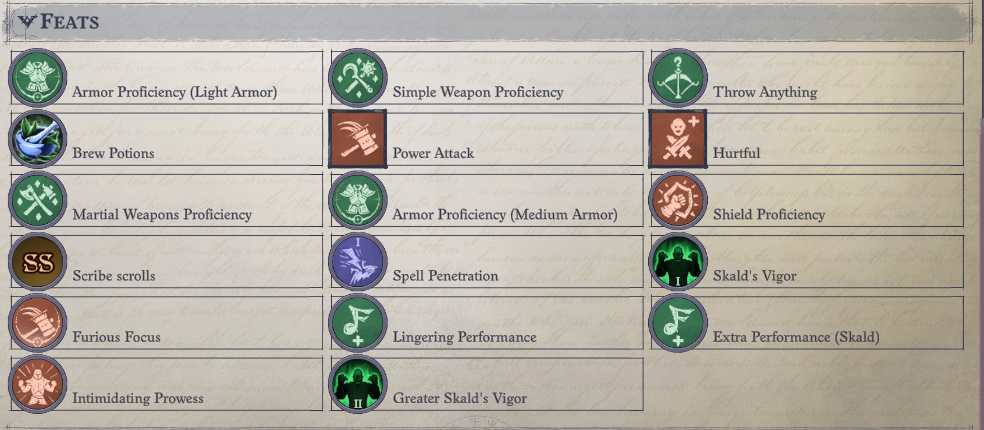 Feats
Armor Proficiency (Light Armor)
Simple Weapon Proficiency
Throw Anything
Brew Potions
Power Attack
Hurtful
Martial Weapons Proficiency
Armor Proficiency (Medium Armor)
Shield Proficiency
SS
Scribe scrolls
I
Spell Penetration
I
Skald's Vigor
Furious Focus
Lingering Performance
Extra Performance (Skald)
Intimidating Prowess
II
Greater Skald's Vigor